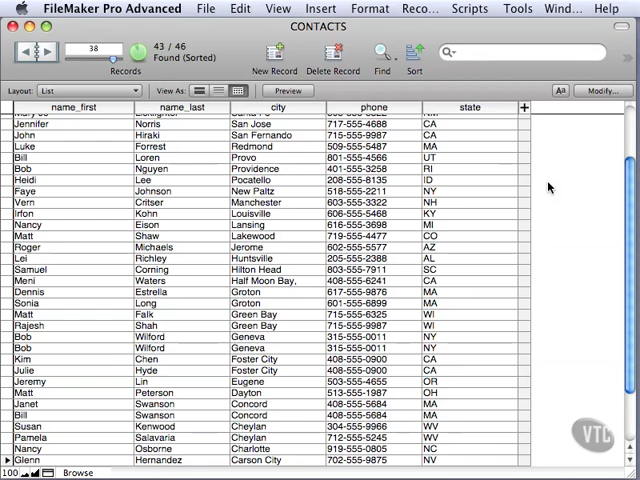 FileMaker Pro Advanced File Edit View Insert Format Reco... Scripts Tools Wind... Help
CONTACTS
38 43 / 46
Found (Sorted)
Records New Record Delete Record Find Sort
Layout: List View As: Preview Aa Modify...
name_first name_last city phone state +
Jennifer Norris San Jose 717-555-4688 CA
John Hiraki San Fernando 715-555-9987 CA
Luke Forrest Redmond 509-555-5487 MA
Bill Loren Provo 801-555-4566 UT
Bob Nguyen Providence 401-555-3258 RI
Heidi Lee Pocatello 208-555-8135 ID
Faye Johnson New Paltz 518-555-2211 NY
Vern Critser Manchester 603-555-3322 NH
Irfon Kohn Louisville 606-555-5468 KY
Nancy Eison Lansing 616-555-3698 MI
Matt Shaw Lakewood 719-555-4477 CO
Roger Michaels Jerome 602-555-5577 AZ
Lei Richley Huntsville 205-555-2388 AL
Samuel Corning Hilton Head 803-555-7911 SC
Meni Waters Half Moon Bay, 408-555-6241 CA
Dennis Estrella Groton 617-555-9876 MA
Sonia Long Groton 601-555-6899 MA
Matt Falk Green Bay 715-555-6325 WI
Rajesh Shah Green Bay 715-555-9987 WI
Bob Wilford Geneva 315-555-0011 NY
Bob Wilford Geneva 315-555-0011 NY
Kim Chen Foster City 408-555-0900 CA
Julie Hyde Foster City 408-555-0900 CA
Jeremy Lin Eugene 503-555-4655 OR
Matt Peterson Dayton 513-555-1987 OH
Janet Swanson Concord 408-555-5684 MA
Bill Swanson Concord 408-555-5684 MA
Susan Kenwood Cheylan 304-555-9966 WV
Pamela Salavaria Cheylan 712-555-5245 WV
Nancy Osborne Charlotte 919-555-0805 NC
Glenn Hernandez Carson City 702-555-9875 NV
VTC
100 Browse